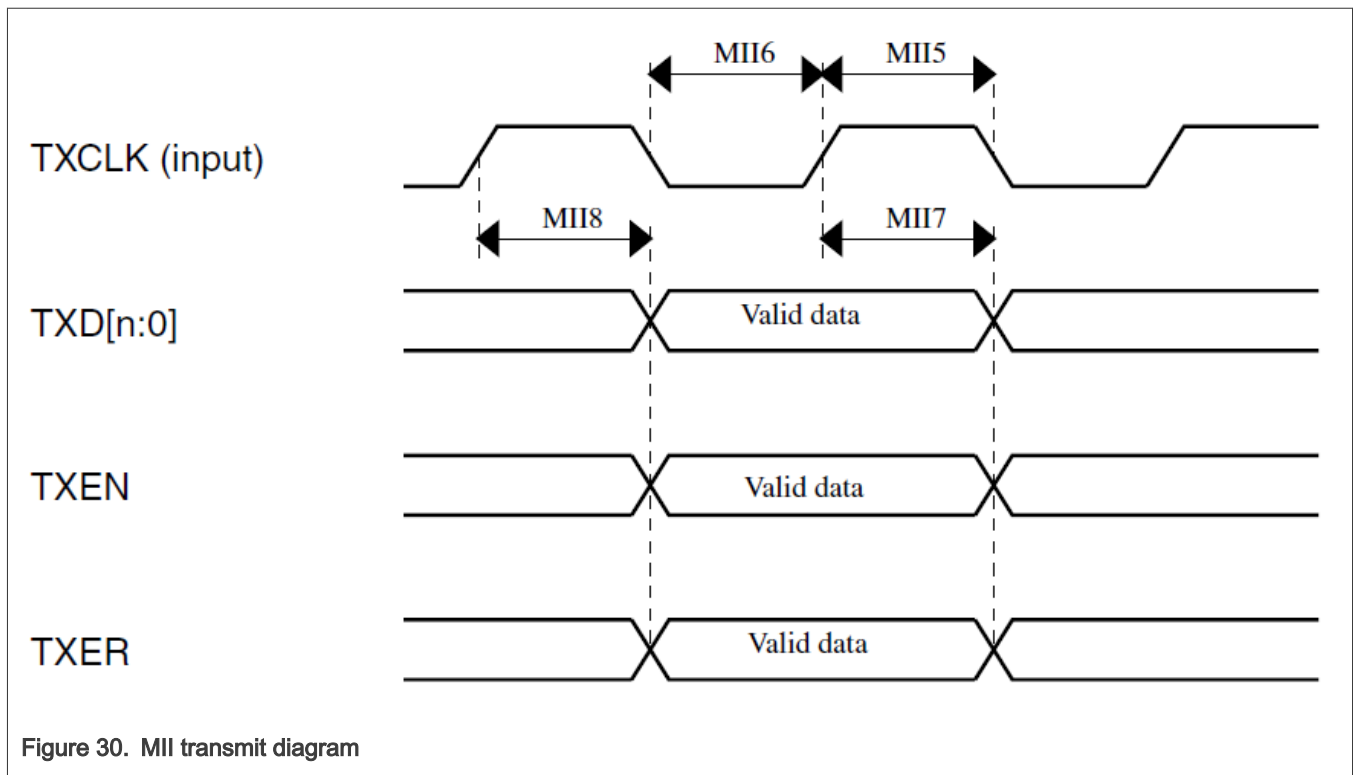 MII6 MII5
TXCLK (input)
MII8 MII7
TXD[n:0] Valid data
TXEN Valid data
TXER Valid data
Figure 30. MII transmit diagram